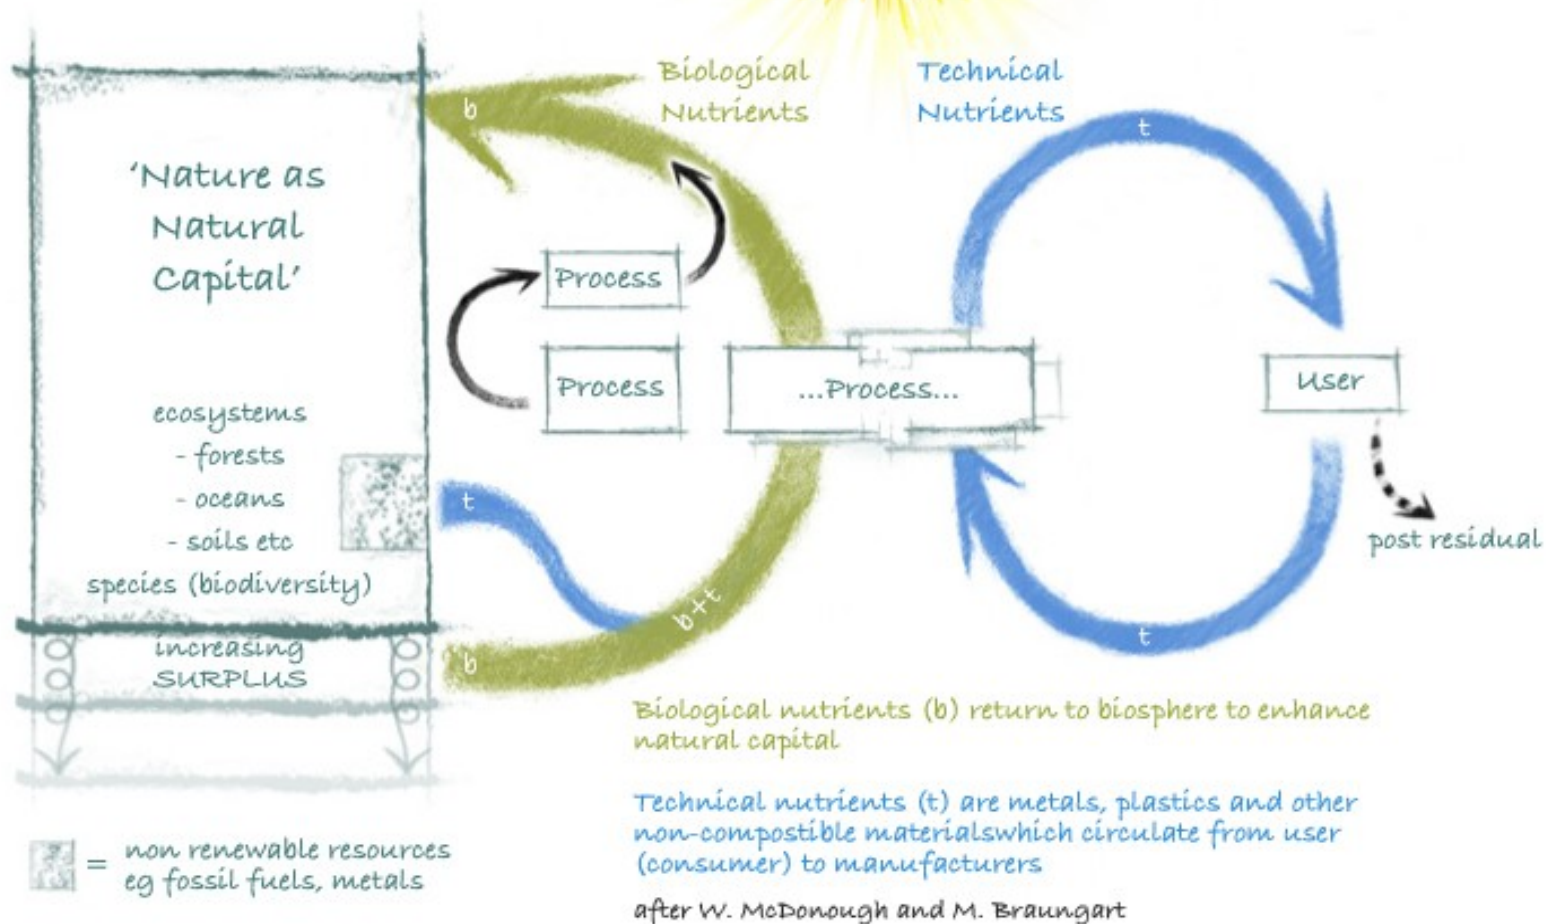 Biological
Nutrients
Technical
Nutrients
b
t
'Nature as
Natural
Capital'
Process
Process
...Process...
User
ecosystems
- forests
- oceans
- soils etc
species (biodiversity)
t
post residual
b+t
t
increasing
SURPLUS
b
Biological nutrients (b) return to biosphere to enhance
natural capital
Technical nutrients (t) are metals, plastics and other
non-compostible materialswhich circulate from user
(consumer) to manufacturers
= non renewable resources
eg fossil fuels, metals
after W. McDonough and M. Braungart